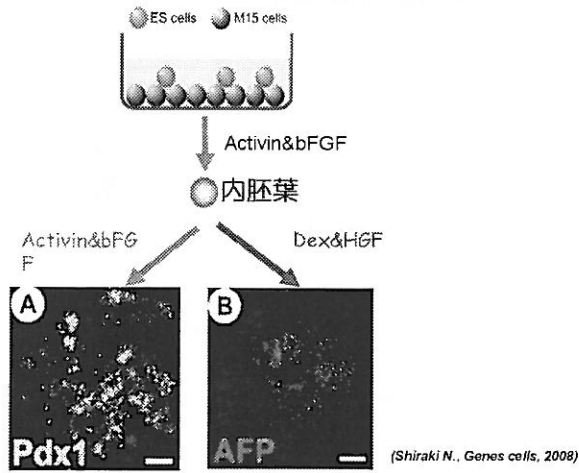 ES cells M15 cells
Activin&bFGF
内胚葉
Activin&bFG
F
Dex&HGF
A
B
Pdx1
AFP
(Shiraki N., Genes cells, 2008)